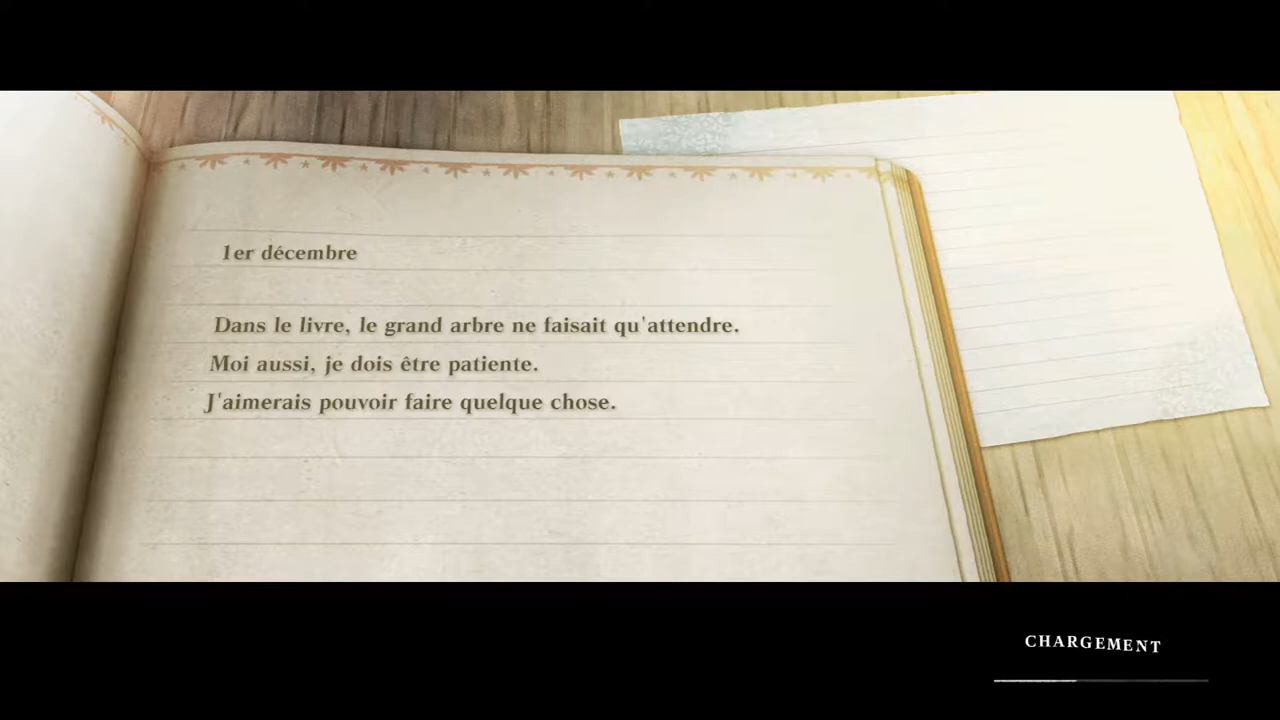 1er décembre
Dans le livre, le grand arbre ne faisait qu'attendre.
Moi aussi, je dois être patiente.
J'aimerais pouvoir faire quelque chose.
CHARGEMENT